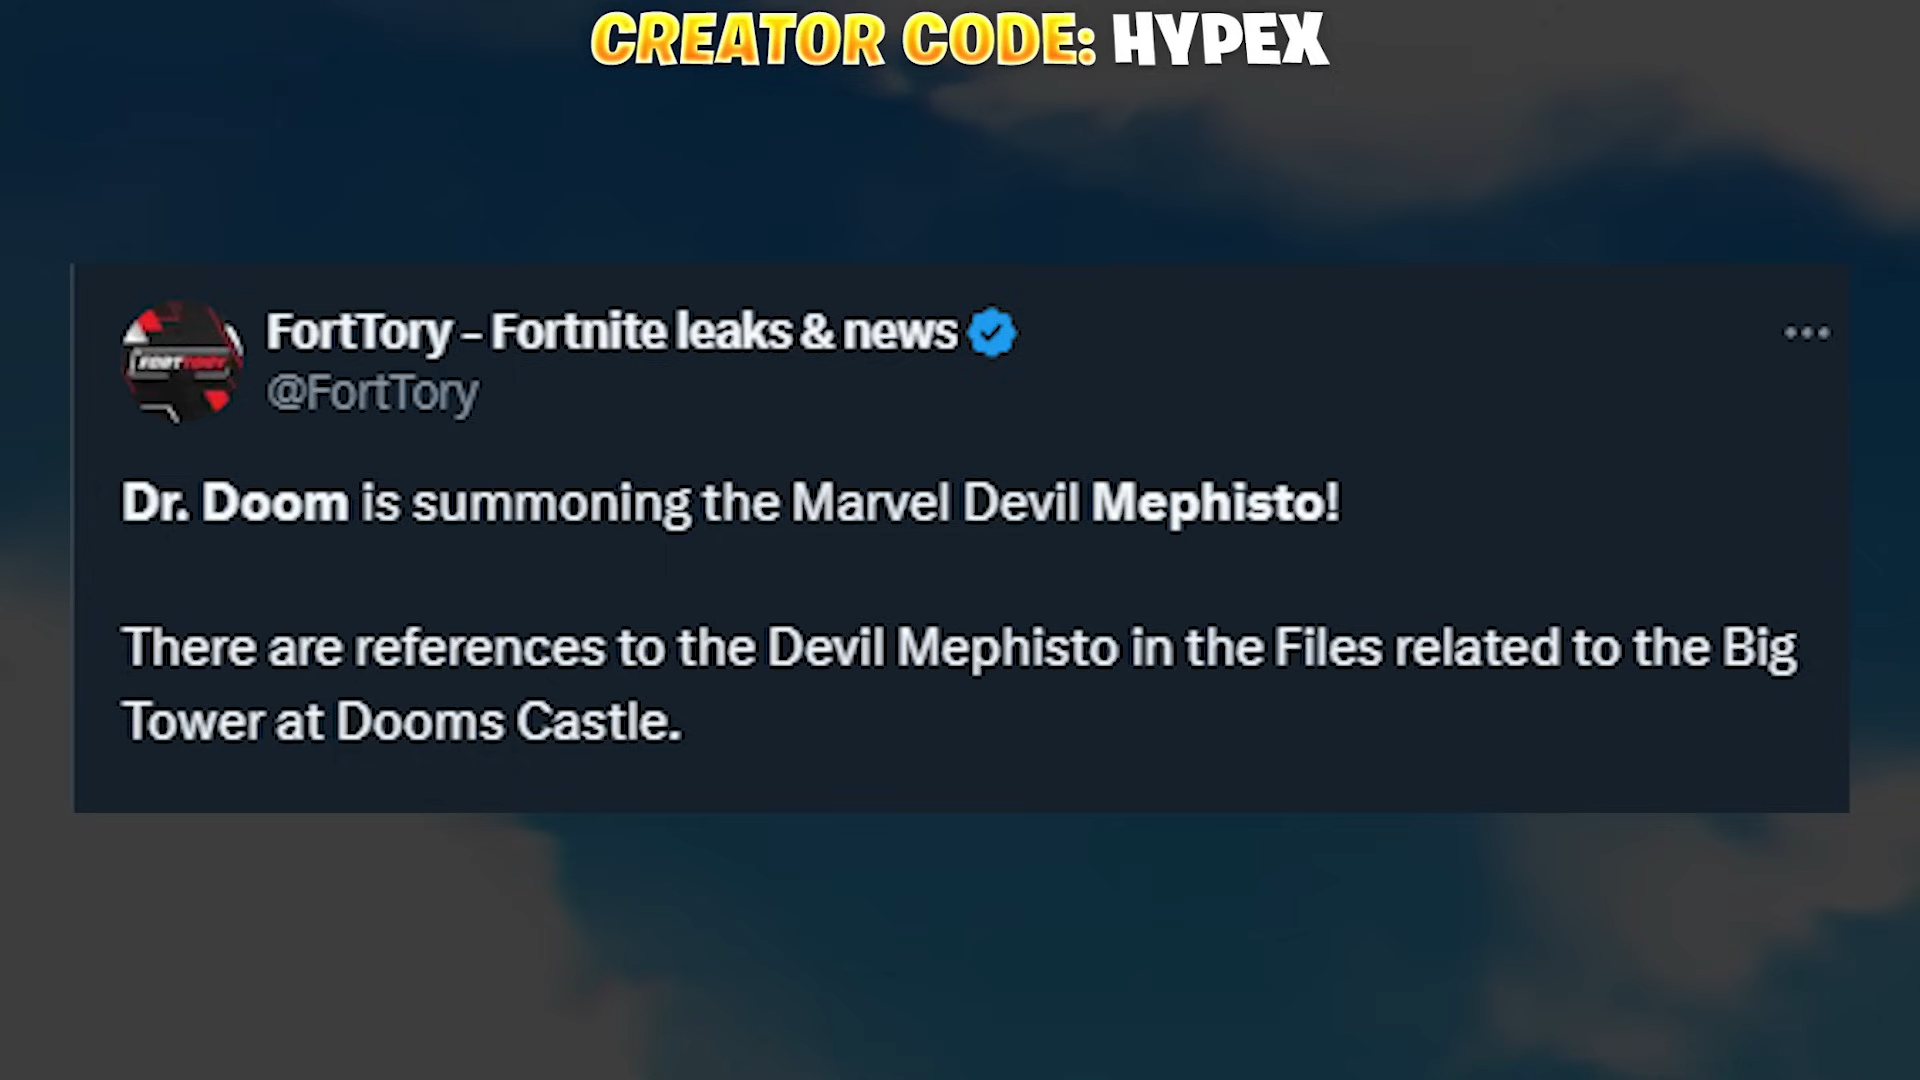 CREATOR CODE: HYPEX
FortTory - Fortnite leaks & news
@FortTory
FORTTORY
Dr. Doom is summoning the Marvel Devil Mephisto!
There are references to the Devil Mephisto in the Files related to the Big
Tower at Dooms Castle.